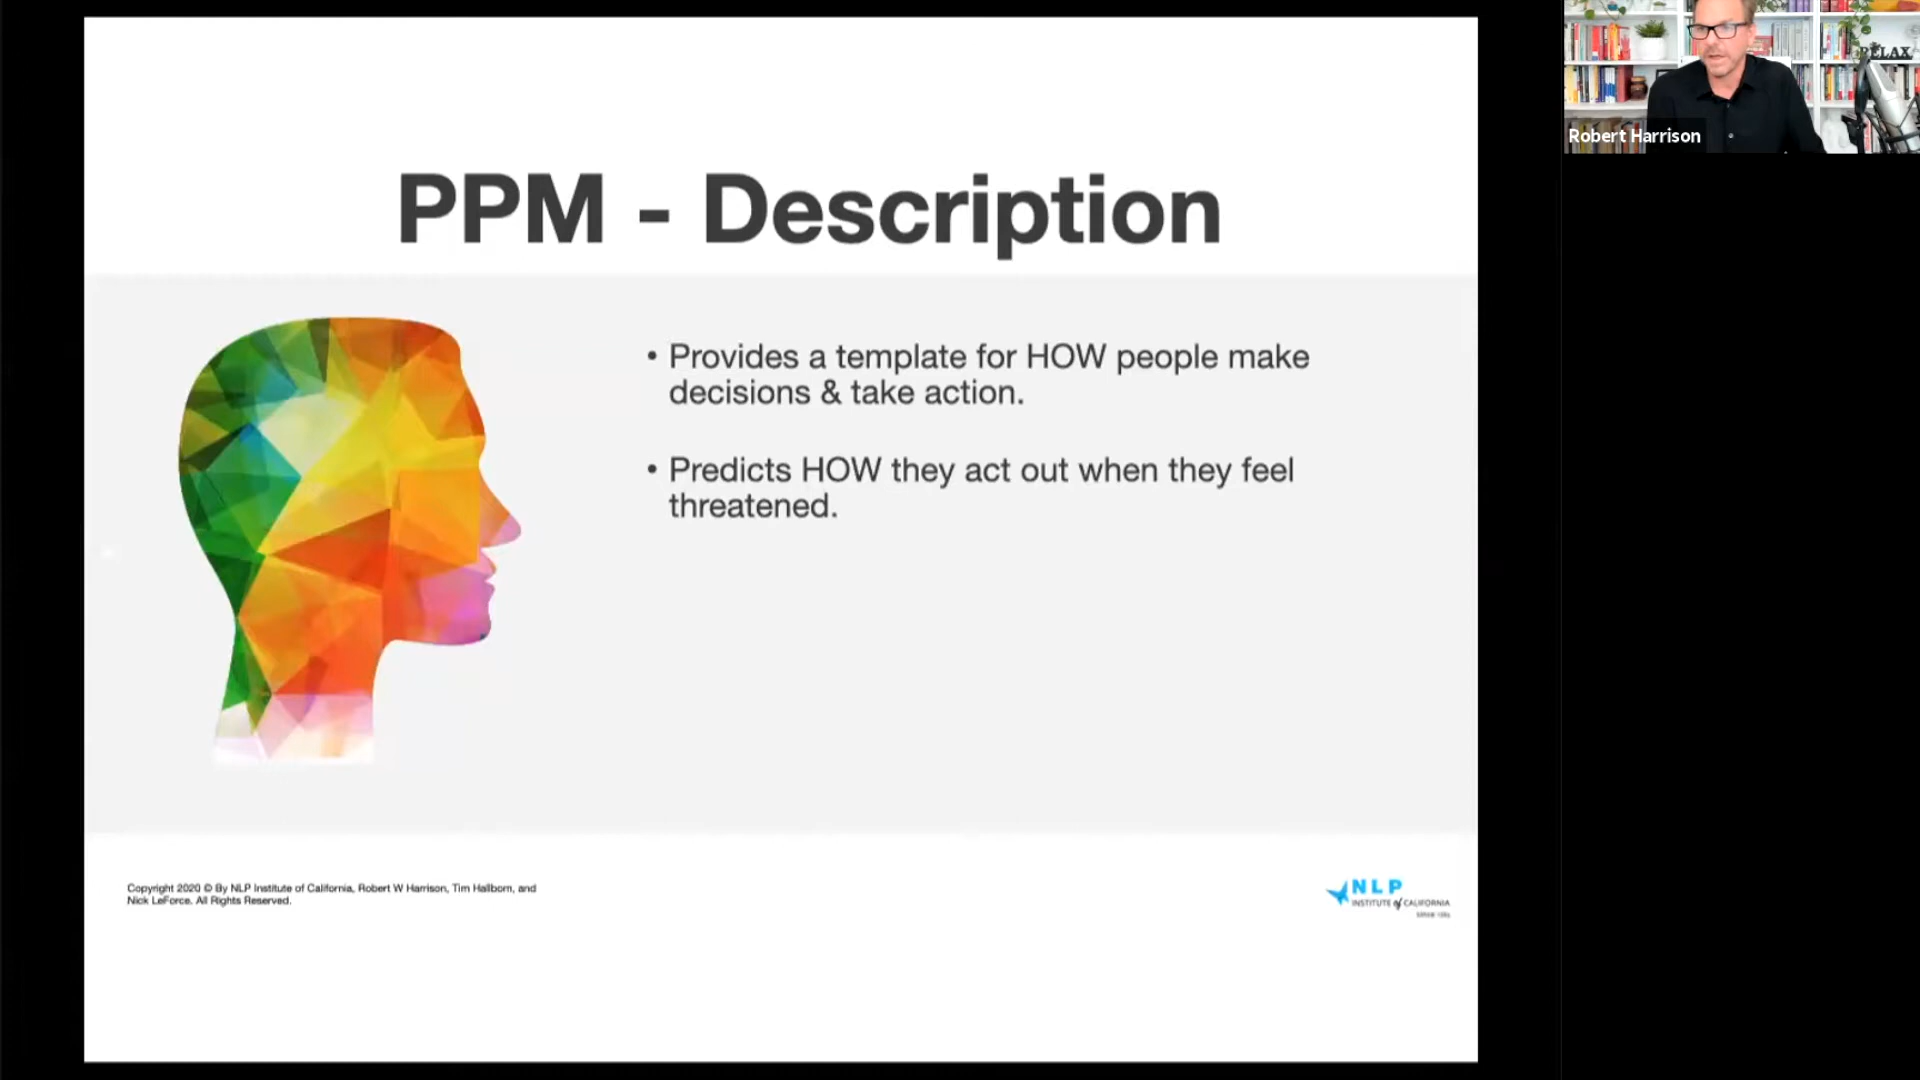 PPM - Description
• Provides a template for HOW people make
decisions & take action.
• Predicts HOW they act out when they feel
threatened.
Copyright 2020 © By NLP Institute of California, Robert W Harrison, Tim Hallbom, and
Nick LeForce. All Rights Reserved.
NLP
INSTITUTE of CALIFORNIA
RELAX
Robert Harrison